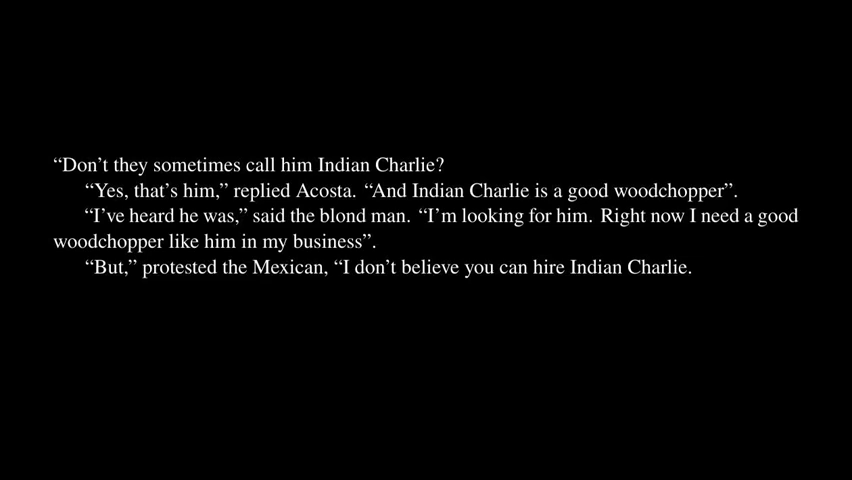 “Don’t they sometimes call him Indian Charlie?
“Yes, that’s him,” replied Acosta. “And Indian Charlie is a good woodchopper”.
“I’ve heard he was,” said the blond man. “I’m looking for him. Right now I need a good
woodchopper like him in my business”.
“But,” protested the Mexican, “I don’t believe you can hire Indian Charlie.